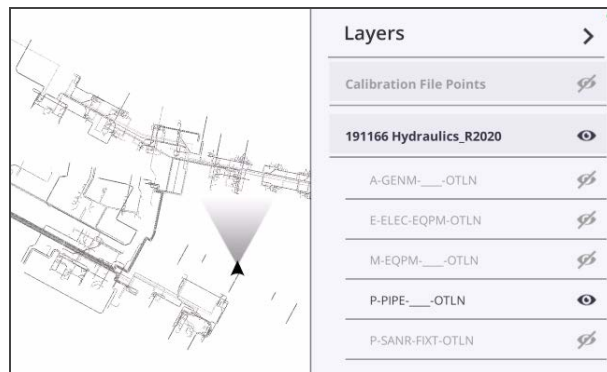 Layers
Calibration File Points
191166 Hydraulics_R2020
A-GENM-____-OTLN
E-ELEC-EQPM-OTLN
M-EQPM-____-OTLN
P-PIPE-____-OTLN
P-SANR-FIXT-OTLN